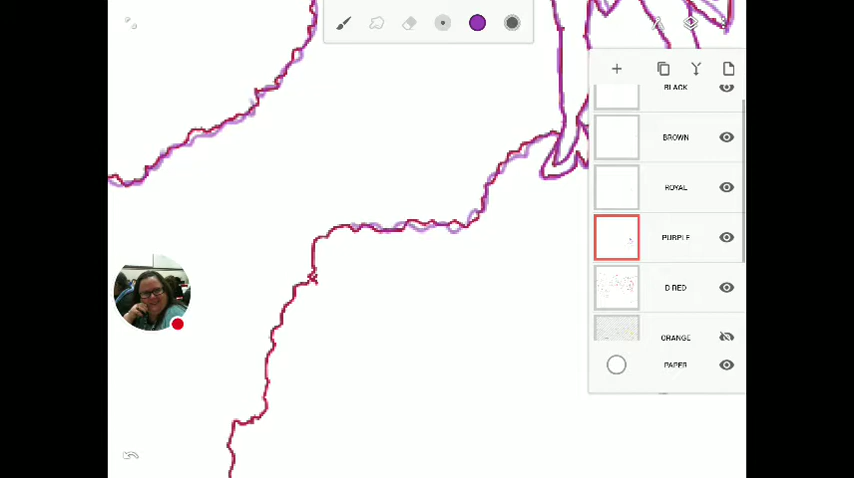 BLACK
BROWN
ROYAL
PURPLE
D RED
ORANGE
PAPER